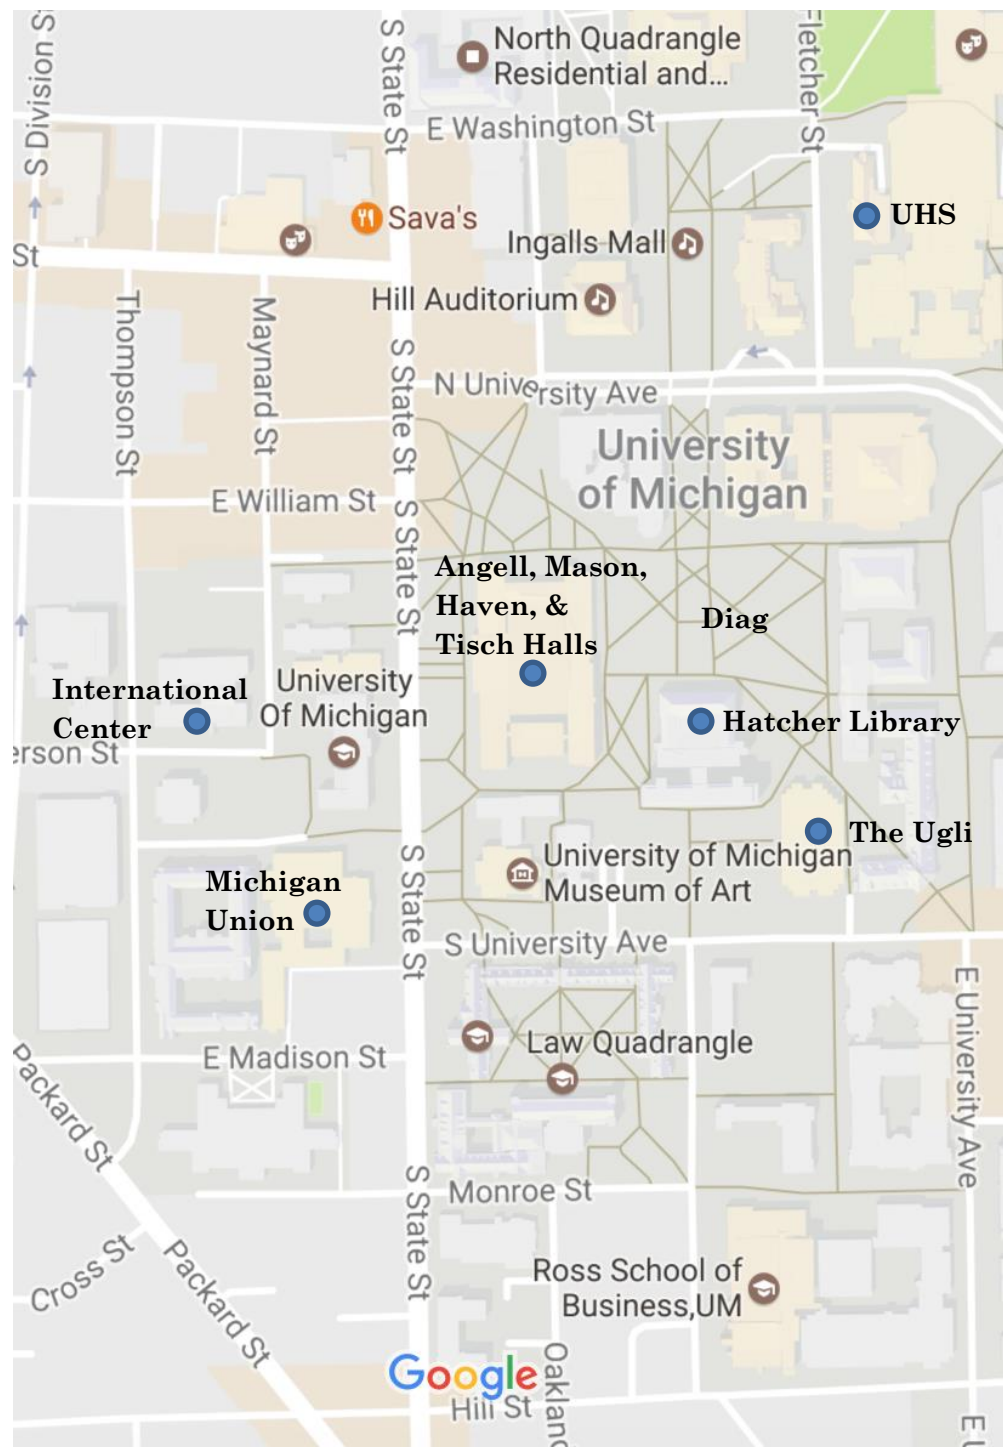 S Division St
S State St
North Quadrangle
Residential and...
Fletcher St
E Washington St
UHS
Sava's
Ingalls Mall
St
Hill Auditorium
Thompson St
Maynard St
S State St
N University Ave
University
of Michigan
E William St
S State St
Angell, Mason,
Haven, &
Tisch Halls
Diag
International
Center
University
Of Michigan
Hatcher Library
erson St
The Ugli
University of Michigan
Museum of Art
Michigan
Union
S State St
S University Ave
E University Ave
Law Quadrangle
E Madison St
Packard St
Monroe St
S State St
Cross St
Packard St
Ross School of
Business,UM
Google
Oakland
Hill St
E U